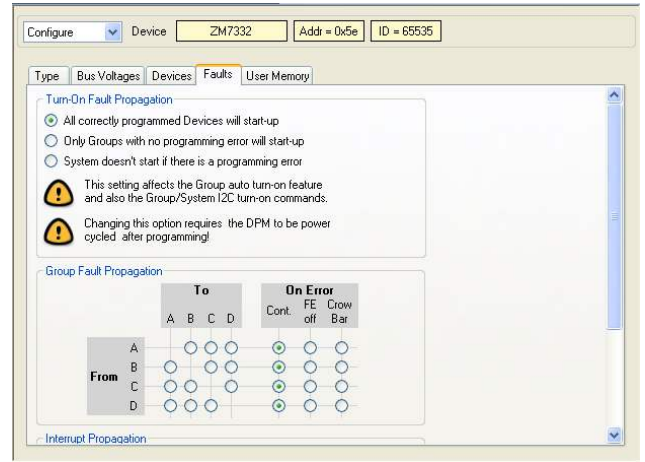 Configure Device ZM7332 Addr = 0x5e ID = 65535
Type Bus Voltages Devices Faults User Memory
Turn-On Fault Propagation
All correctly programmed Devices will start-up
Only Groups with no programming error will start-up
System doesn't start if there is a programming error
This setting affects the Group auto turn-on feature
and also the Group/System I2C turn-on commands.
Changing this option requires the DPM to be power
cycled after programming!
Group Fault Propagation
To On Error
A B C D Cont. FE off Crow Bar
From
A
B
C
D
Interrupt Propagation